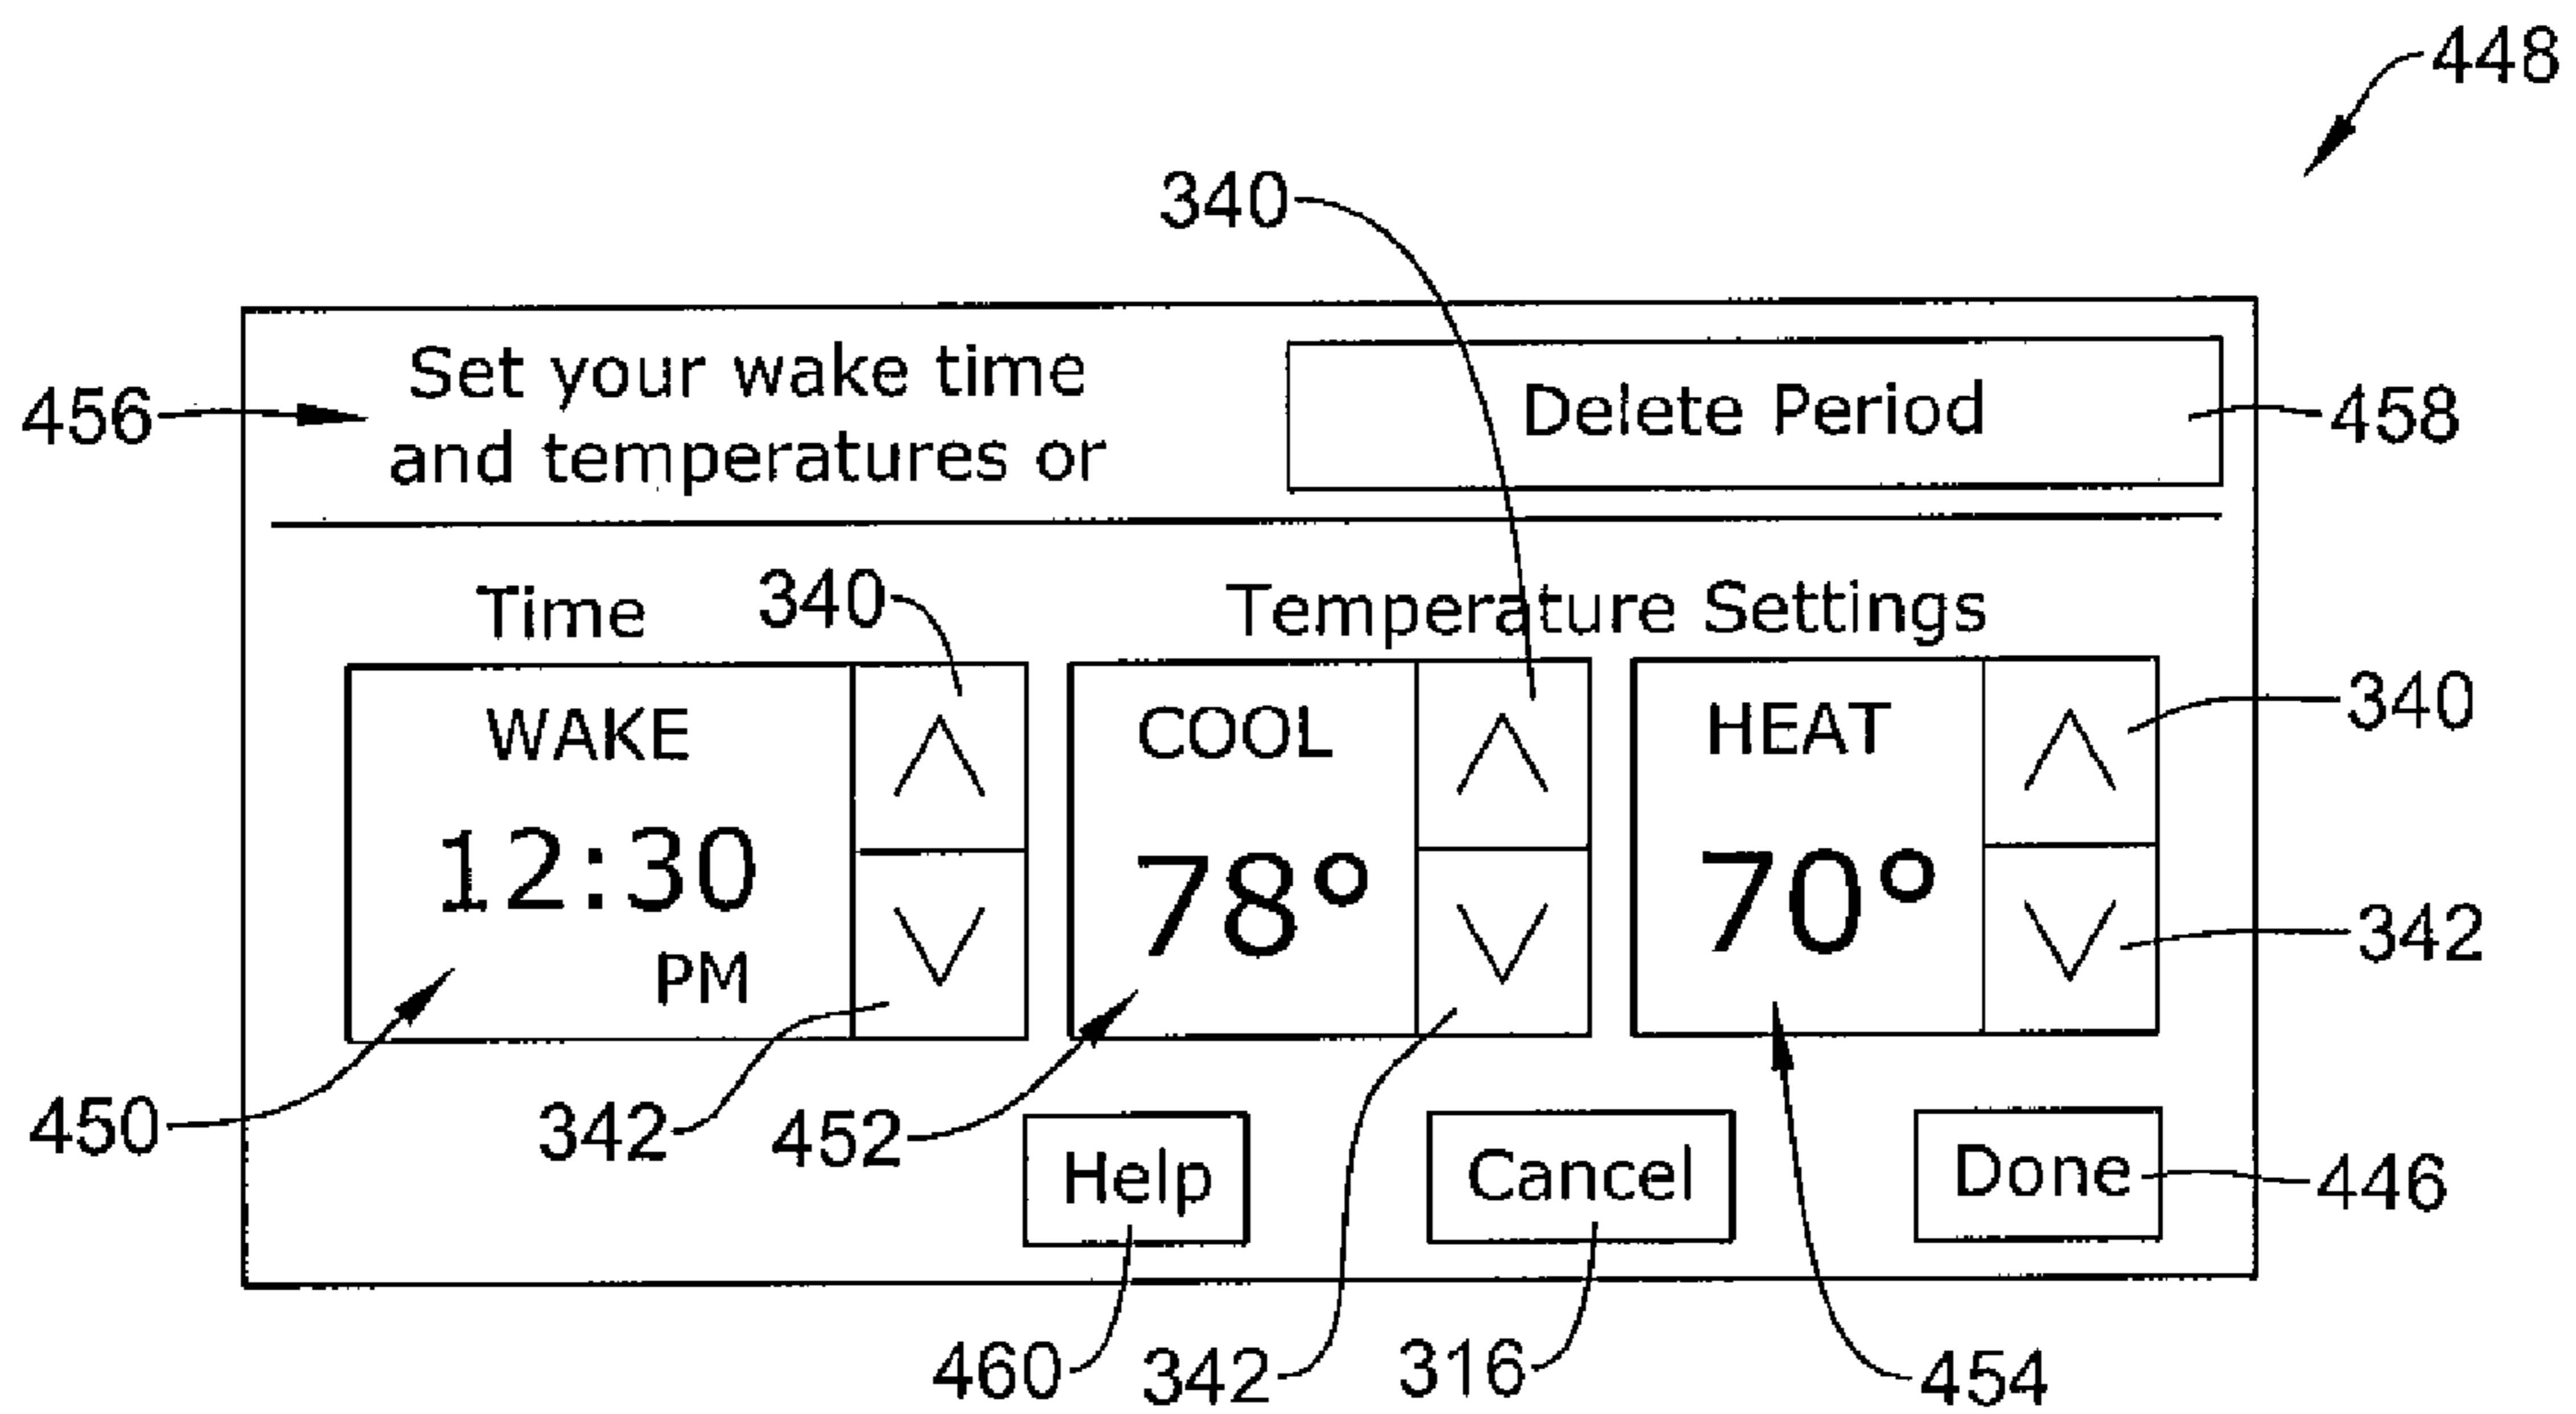 448
340
Set your wake time
and temperatures or
Delete Period
456
458
Time
340
Temperature Settings
WAKE
12:30
PM
COOL
78°
HEAT
70°
340
342
450
342
452
Help
Cancel
Done
446
460
342
316
454